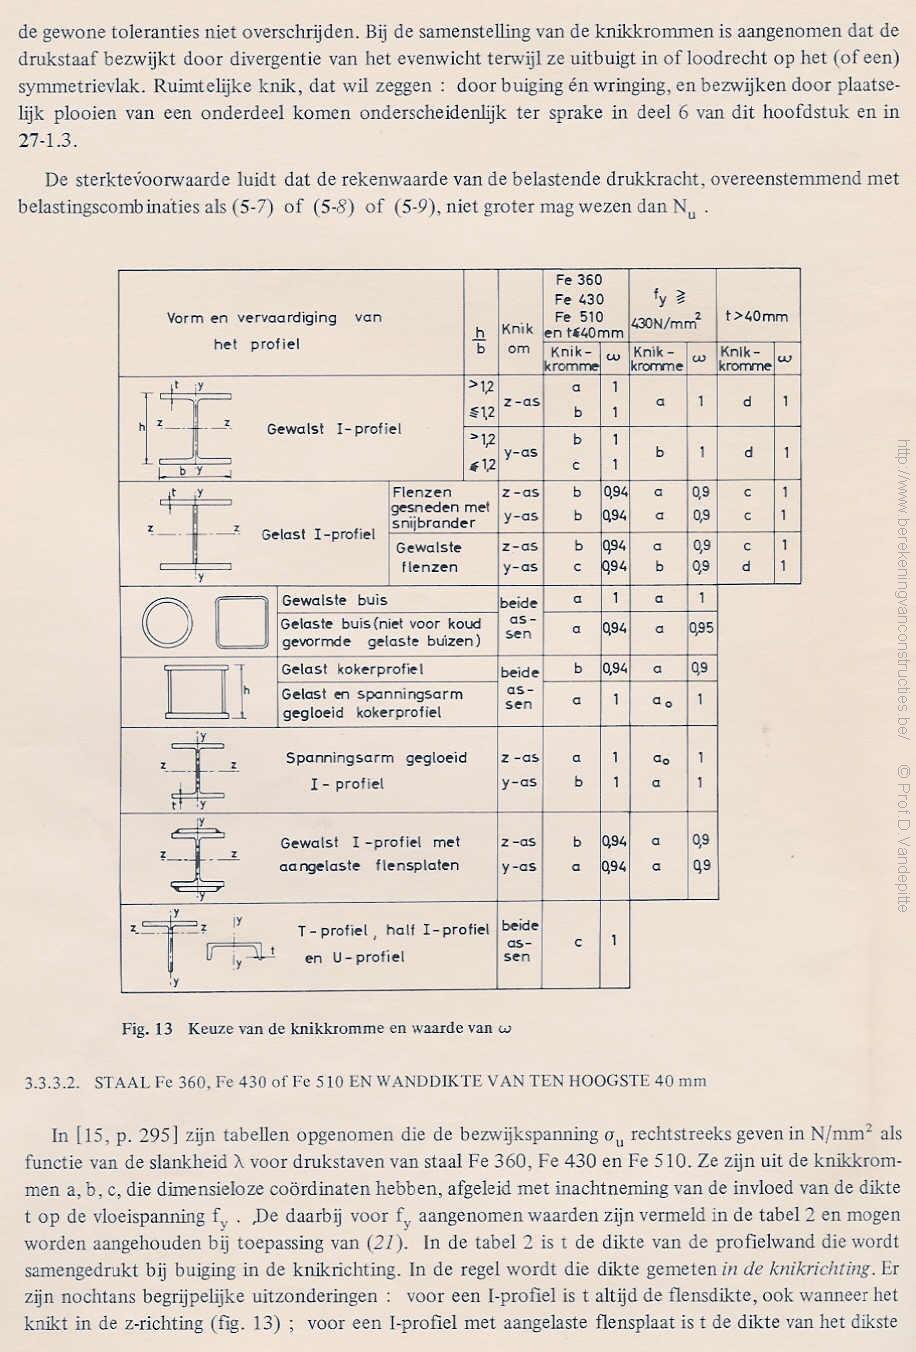 de gewone toleranties niet overschrijden. Bij de samenstelling van de knikkrommen is aangenomen dat de
drukstaaf bezwijkt door divergentie van het evenwicht terwijl ze uitbuigt in of loodrecht op het (of een)
symmetrievlak. Ruimtelijke knik, dat wil zeggen : door buiging én wringing, en bezwijken door plaatse-
lijk plooien van een onderdeel komen onderscheidenlijk ter sprake in deel 6 van dit hoofdstuk en in
27-1.3.
De sterktevoorwaarde luidt dat de rekenwaarde van de belastende drukkracht, overeenstemmend met
belastingscombinaties als (5-7) of (5-8) of (5-9), niet groter mag wezen dan N_u .
Vorm en vervaardiging van het profiel | h/b | Knik om | Fe 360 Fe 430 Fe 510 en t≤40mm | f_y ≥ 430N/mm² | t>40mm
Knik-kromme | ω | Knik-kromme | ω | Knik-kromme | ω
t y h z z b y
Gewalst I-profiel
>1,2 | z-as | a | 1 | a | 1 | d | 1
≤1,2 | b | 1
>1,2 | y-as | b | 1 | b | 1 | d | 1
≤1,2 | c | 1
t y z z y
Gelast I-profiel
Flenzen gesneden met snijbrander | z-as | b | 0,94 | a | 0,9 | c | 1
y-as | b | 0,94 | a | 0,9 | c | 1
Gewalste flenzen | z-as | b | 0,94 | a | 0,9 | c | 1
y-as | c | 0,94 | b | 0,9 | d | 1
Gewalste buis | beide as-sen | a | 1 | a | 1
Gelaste buis (niet voor koud gevormde gelaste buizen) | a | 0,94 | a | 0,95
h
Gelast kokerprofiel | beide as-sen | b | 0,94 | a | 0,9
Gelast en spanningsarm gegloeid kokerprofiel | a | 1 | a_o | 1
y z z t y
Spanningsarm gegloeid I-profiel | z-as | a | 1 | a_o | 1
y-as | b | 1 | a | 1
y z z y
Gewalst I-profiel met aangelaste flensplaten | z-as | b | 0,94 | a | 0,9
y-as | a | 0,94 | a | 0,9
y z z y y t y
T-profiel, half I-profiel en U-profiel | beide as-sen | c | 1
Fig. 13 Keuze van de knikkromme en waarde van ω
3.3.3.2. STAAL Fe 360, Fe 430 of Fe 510 EN WANDDIKTE VAN TEN HOOGSTE 40 mm
In [15, p. 295] zijn tabellen opgenomen die de bezwijkspanning σ_u rechtstreeks geven in N/mm² als
functie van de slankheid λ voor drukstaven van staal Fe 360, Fe 430 en Fe 510. Ze zijn uit de knikkrom-
men a, b, c, die dimensieloze coördinaten hebben, afgeleid met inachtneming van de invloed van de dikte
t op de vloeispanning f_y . De daarbij voor f_y aangenomen waarden zijn vermeld in de tabel 2 en mogen
worden aangehouden bij toepassing van (21). In de tabel 2 is t de dikte van de profielwand die wordt
samengedrukt bij buiging in de knikrichting. In de regel wordt die dikte gemeten in de knikrichting. Er
zijn nochtans begrijpelijke uitzonderingen : voor een I-profiel is t altijd de flensdikte, ook wanneer het
knikt in de z-richting (fig. 13) ; voor een I-profiel met aangelaste flensplaat is t de dikte van het dikste
http://www.berekeningvanconstructies.be/ © Prof.D.Vandepitte